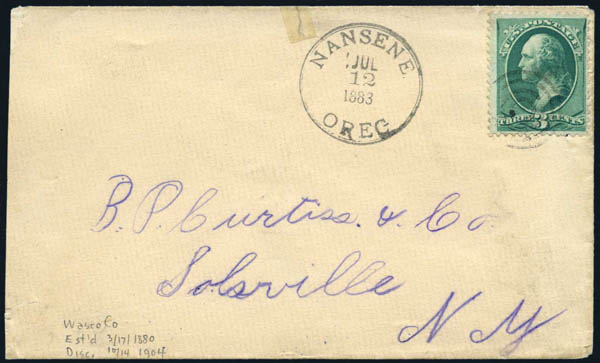 NANSENE
JUL
12
1883
OREG.
U.S. POSTAGE
THREE 3 CENTS
B. P. Curtiss. & Co.
Solsville
N Y
Wasco Co
Est'd 3/17/1880
Disc. 10/14 1904